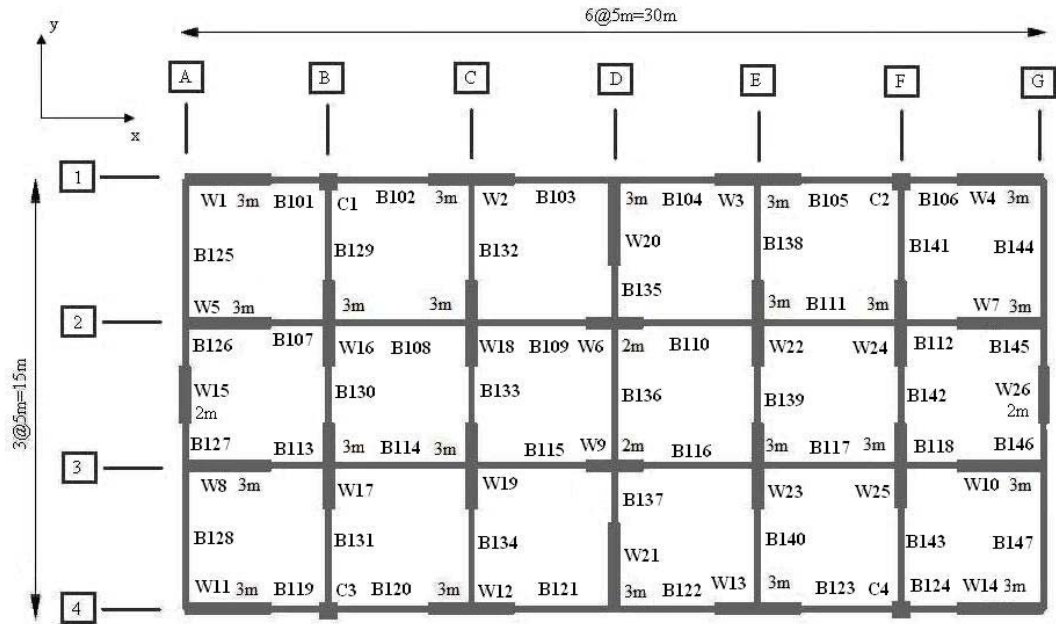 6@5m=30m
y
A B C D E F G
x
1
W1 3m B101 C1 B102 3m W2 B103 3m B104 W3 3m B105 C2 B106 W4 3m
W20
B125 B129 B132 B138 B141 B144
B135
W5 3m 3m 3m 3m B111 3m W7 3m
2
B126 B107 W16 B108 W18 B109 W6 2m B110 W22 W24 B112 B145
W15 B130 B133 B136 B139 B142 W26
2m 2m
3@5m=15m
B127 B113 3m B114 3m B115 W9 2m B116 3m B117 3m B118 B146
3
W8 3m W17 W19 W23 W25 W10 3m
B137
B128 B131 B134 B140 B143 B147
W21
W11 3m B119 C3 B120 3m W12 B121 3m B122 W13 3m B123 C4 B124 W14 3m
4